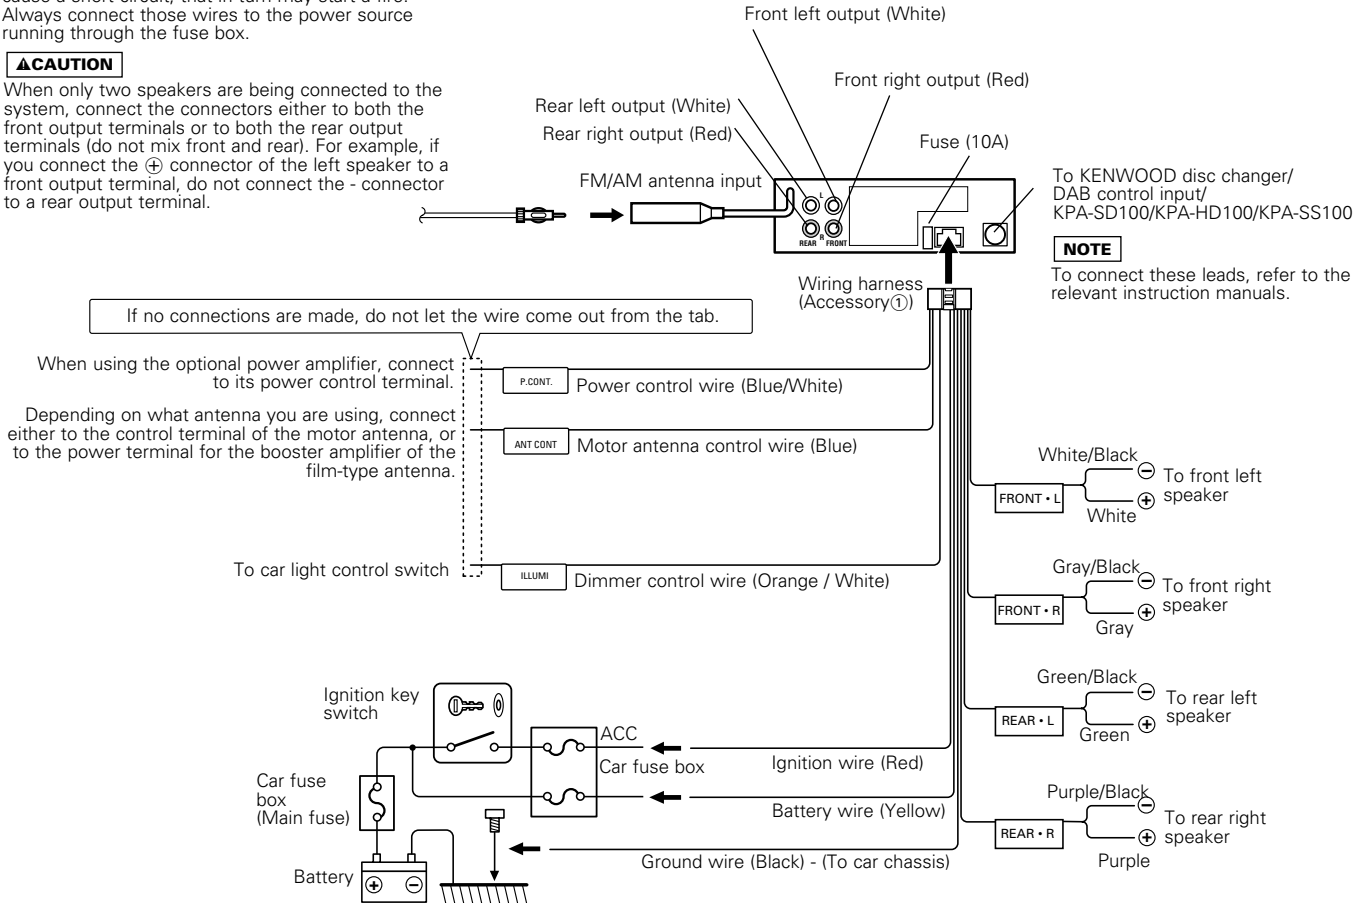 cause a short circuit, that in turn may start a fire.
Always connect those wires to the power source
running through the fuse box.
⚠CAUTION
When only two speakers are being connected to the
system, connect the connectors either to both the
front output terminals or to both the rear output
terminals (do not mix front and rear). For example, if
you connect the ⊕ connector of the left speaker to a
front output terminal, do not connect the - connector
to a rear output terminal.
Front left output (White)
Front right output (Red)
Rear left output (White)
Rear right output (Red)
Fuse (10A)
FM/AM antenna input
L
R
REAR
FRONT
To KENWOOD disc changer/
DAB control input/
KPA-SD100/KPA-HD100/KPA-SS100
NOTE
To connect these leads, refer to the
relevant instruction manuals.
Wiring harness
(Accessory①)
If no connections are made, do not let the wire come out from the tab.
When using the optional power amplifier, connect
to its power control terminal.
P.CONT.
Power control wire (Blue/White)
Depending on what antenna you are using, connect
either to the control terminal of the motor antenna, or
to the power terminal for the booster amplifier of the
film-type antenna.
ANT CONT
Motor antenna control wire (Blue)
To car light control switch
ILLUMI
Dimmer control wire (Orange / White)
White/Black
⊖
FRONT • L
⊕
White
To front left
speaker
Gray/Black
⊖
FRONT • R
⊕
Gray
To front right
speaker
Green/Black
⊖
REAR • L
⊕
Green
To rear left
speaker
Purple/Black
⊖
REAR • R
⊕
Purple
To rear right
speaker
Ignition key
switch
ACC
Car fuse box
Ignition wire (Red)
Car fuse
box
(Main fuse)
Battery wire (Yellow)
Ground wire (Black) - (To car chassis)
Battery
⊕
⊖